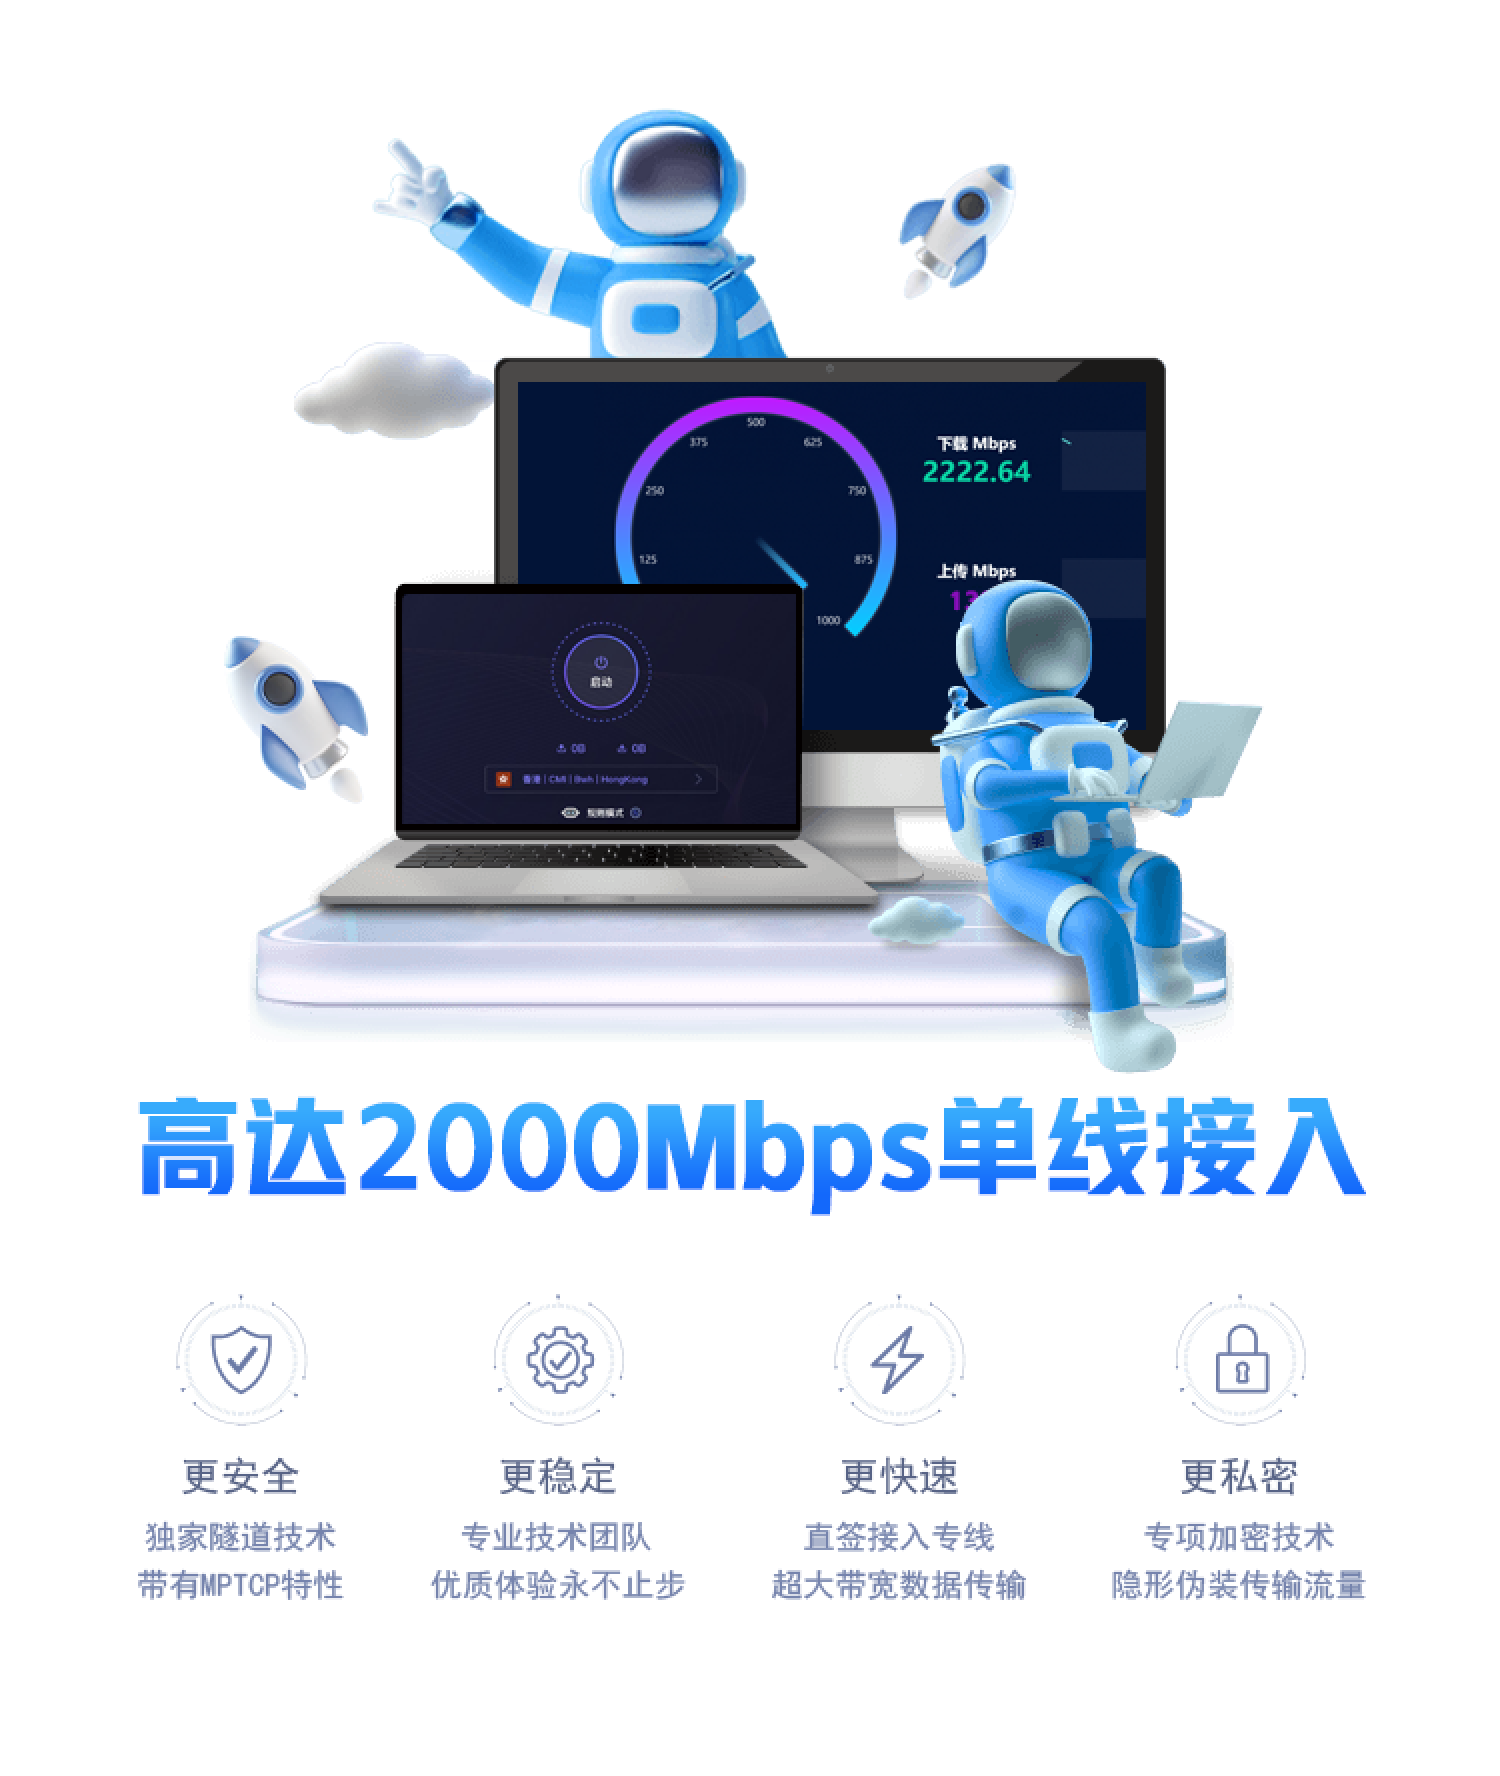 500
375
625
250
750
125
875
1000
下载 Mbps
2222.64
上传 Mbps
启动
0B
0B
香港 | CMI | Bwh | HongKong
规则模式
高达2000Mbps单线接入
更安全
独家隧道技术
带有MPTCP特性
更稳定
专业技术团队
优质体验永不止步
更快速
直签接入专线
超大带宽数据传输
更私密
专项加密技术
隐形伪装传输流量